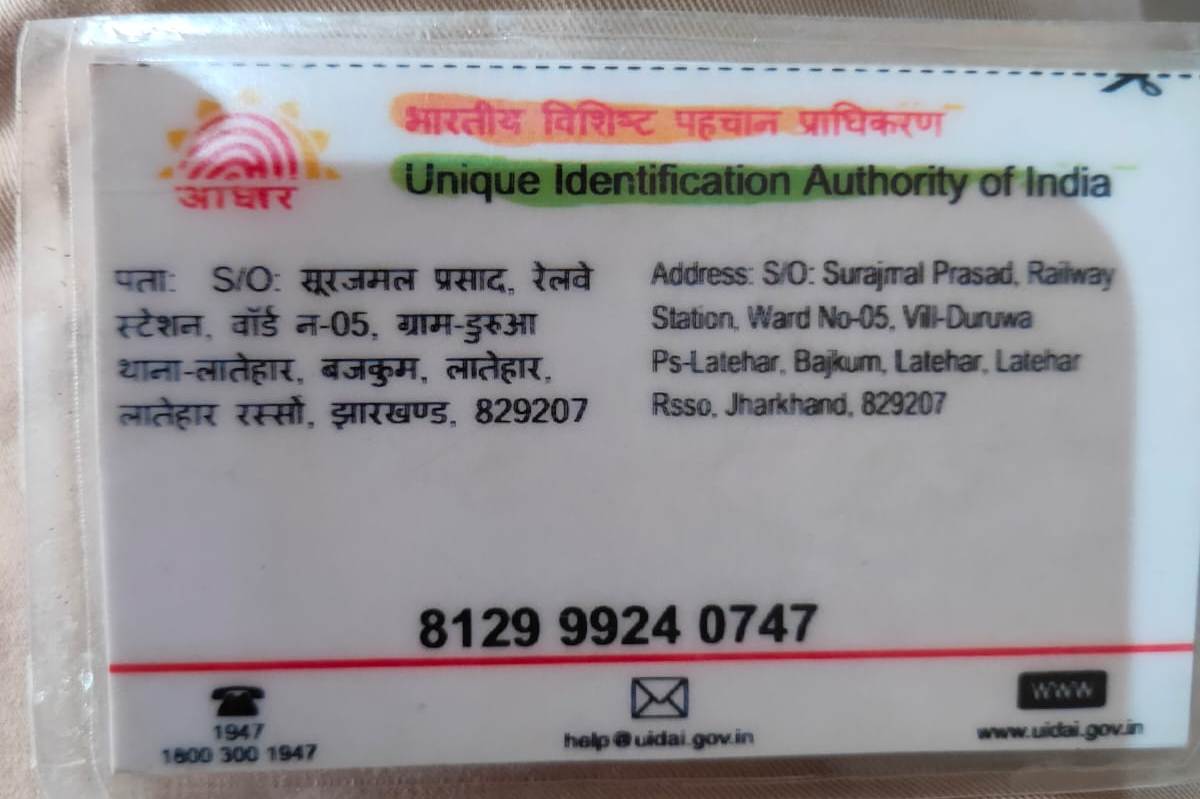 भारतीय विशिष्ट पहचान प्राधिकरण
Unique Identification Authority of India
आधार
पता: S/O: सूरजमल प्रसाद, रेलवे
स्टेशन, वॉर्ड न-05, ग्राम-डुरुआ
थाना-लातेहार, बजकुम, लातेहार,
लातेहार रस्सो, झारखण्ड, 829207
Address: S/O: Surajmal Prasad, Railway
Station, Ward No-05, Vill-Duruwa
Ps-Latehar, Bajkum, Latehar, Latehar
Rsso, Jharkhand, 829207
8129 9924 0747
1947
1800 300 1947
help@uidai.gov.in
WWW
www.uidai.gov.in